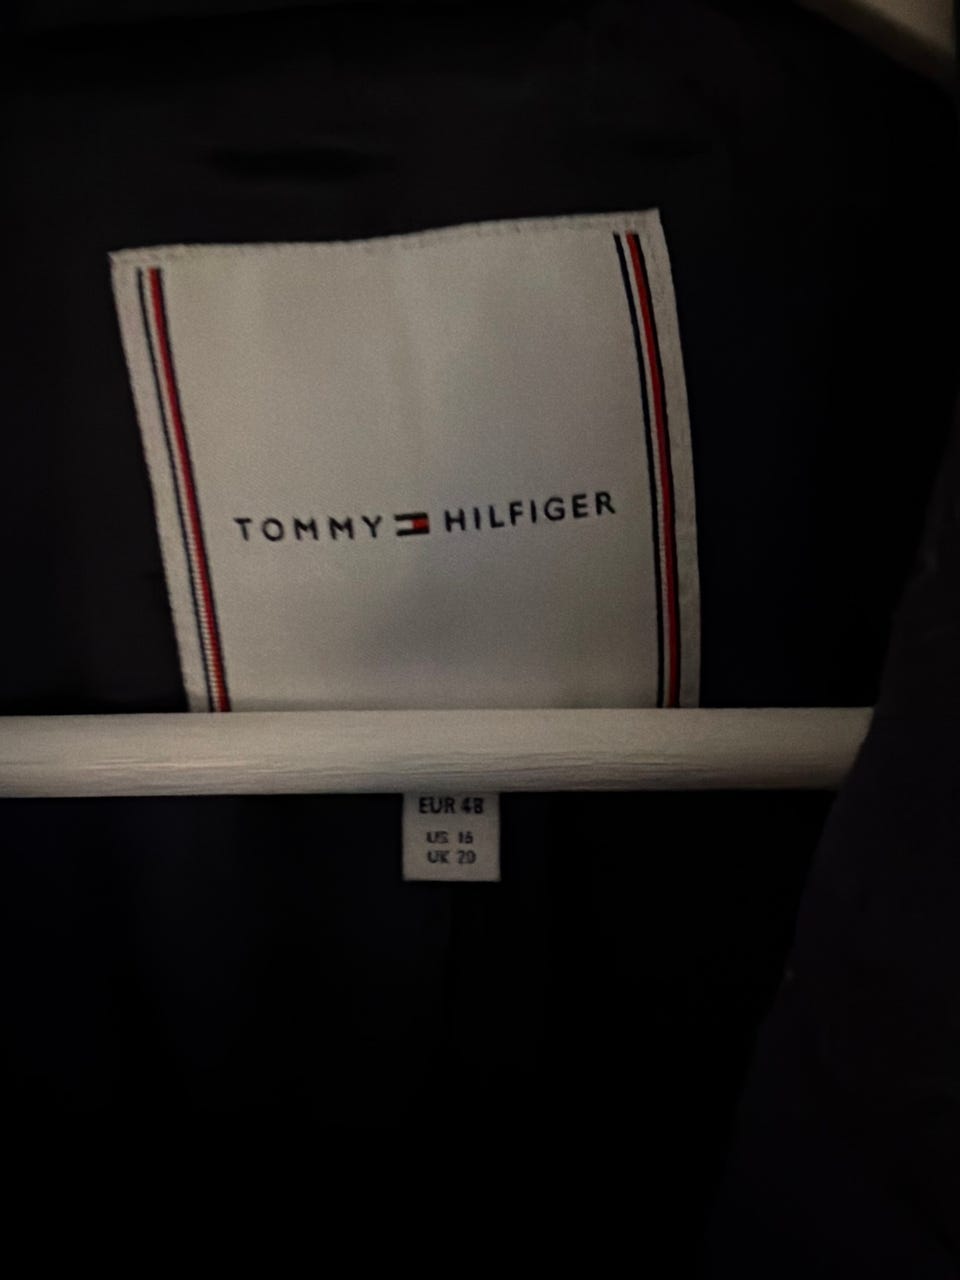 TOMMY HILFIGER
EUR 48
US 16
UK 20